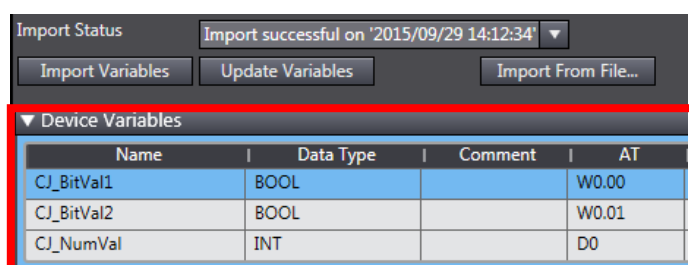 Import Status Import successful on '2015/09/29 14:12:34' ▼
Import Variables Update Variables Import From File...
▼ Device Variables
Name | Data Type | Comment | AT
CJ_BitVal1 BOOL W0.00
CJ_BitVal2 BOOL W0.01
CJ_NumVal INT D0